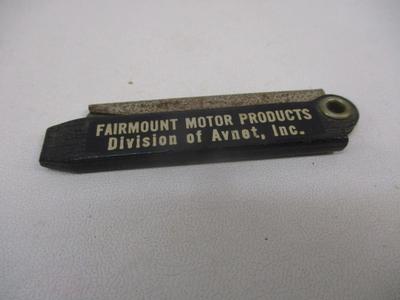 FAIRMOUNT MOTOR PRODUCTS
Division of Avnet, Inc.